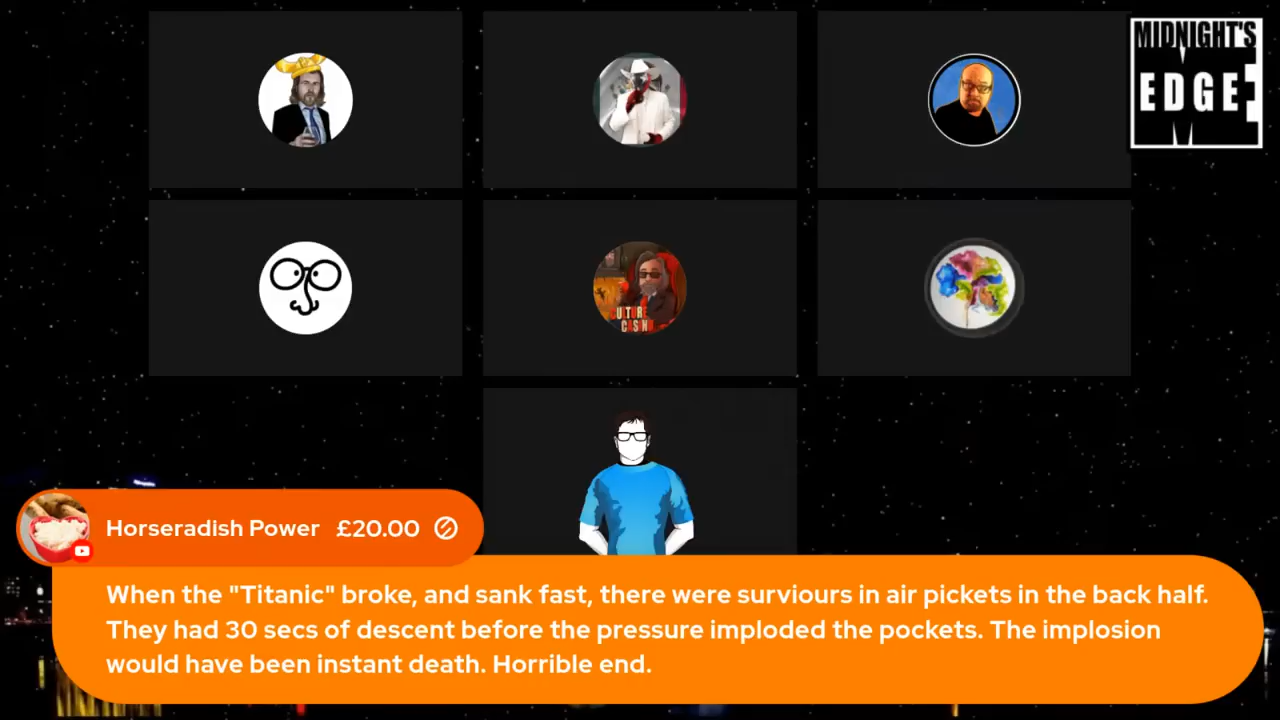 MIDNIGHT'S
EDGE
CULTURE
CASINO
Horseradish Power £20.00
When the "Titanic" broke, and sank fast, there were surviours in air pickets in the back half.
They had 30 secs of descent before the pressure imploded the pockets. The implosion
would have been instant death. Horrible end.